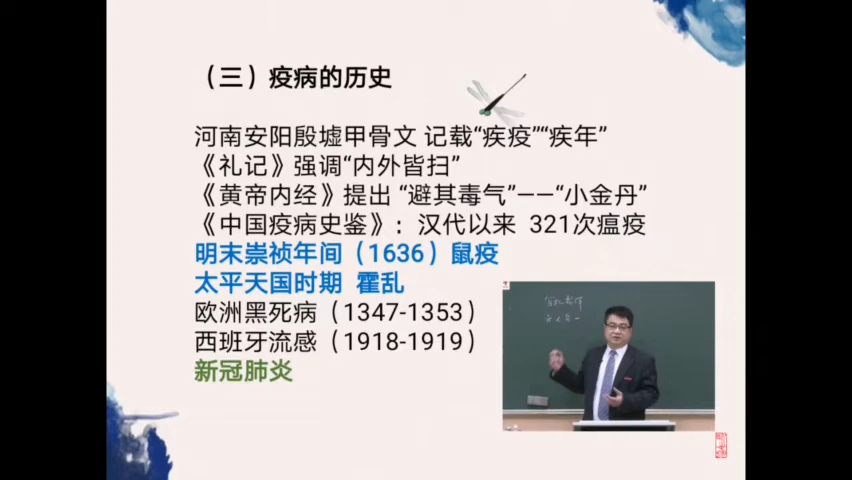 （三）疫病的历史
河南安阳殷墟甲骨文 记载“疾疫”“疾年”
《礼记》强调“内外皆扫”
《黄帝内经》提出 “避其毒气”——“小金丹”
《中国疫病史鉴》：汉代以来 321次瘟疫
明末崇祯年间（1636）鼠疫
太平天国时期 霍乱
欧洲黑死病（1347-1353）
西班牙流感（1918-1919）
新冠肺炎